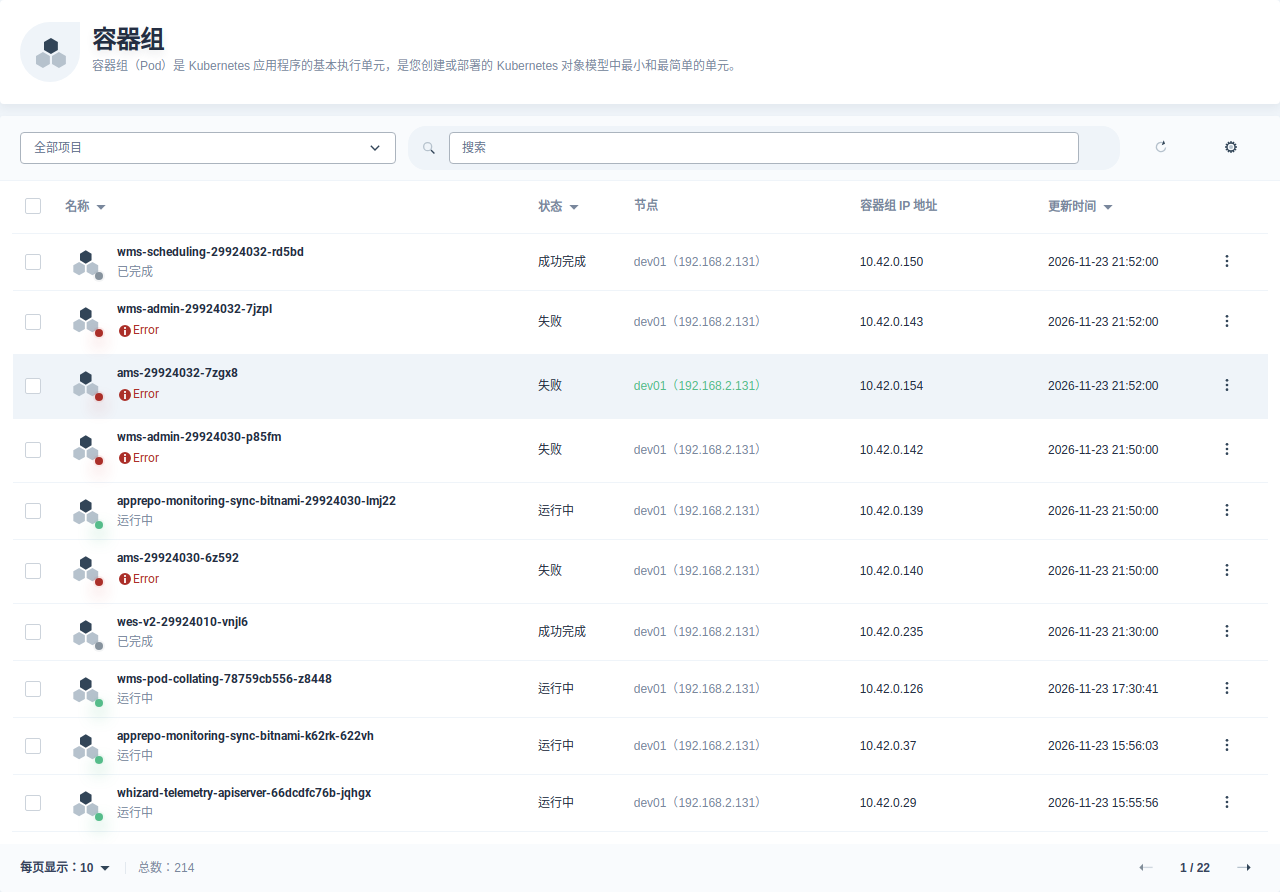 容器组
容器组（Pod）是 Kubernetes 应用程序的基本执行单元，是您创建或部署的 Kubernetes 对象模型中最小和最简单的单元。
全部项目 搜索
名称 状态 节点 容器组 IP 地址 更新时间
wms-scheduling-29924032-rd5bd
已完成 成功完成 dev01（192.168.2.131） 10.42.0.150 2026-11-23 21:52:00
wms-admin-29924032-7jzpl
Error 失败 dev01（192.168.2.131） 10.42.0.143 2026-11-23 21:52:00
ams-29924032-7zgx8
Error 失败 dev01（192.168.2.131） 10.42.0.154 2026-11-23 21:52:00
wms-admin-29924030-p85fm
Error 失败 dev01（192.168.2.131） 10.42.0.142 2026-11-23 21:50:00
apprepo-monitoring-sync-bitnami-29924030-lmj22
运行中 运行中 dev01（192.168.2.131） 10.42.0.139 2026-11-23 21:50:00
ams-29924030-6z592
Error 失败 dev01（192.168.2.131） 10.42.0.140 2026-11-23 21:50:00
wes-v2-29924010-vnjl6
已完成 成功完成 dev01（192.168.2.131） 10.42.0.235 2026-11-23 21:30:00
wms-pod-collating-78759cb556-z8448
运行中 运行中 dev01（192.168.2.131） 10.42.0.126 2026-11-23 17:30:41
apprepo-monitoring-sync-bitnami-k62rk-622vh
运行中 运行中 dev01（192.168.2.131） 10.42.0.37 2026-11-23 15:56:03
whizard-telemetry-apiserver-66dcdfc76b-jqhgx
运行中 运行中 dev01（192.168.2.131） 10.42.0.29 2026-11-23 15:55:56
每页显示：10 总数：214 1 / 22